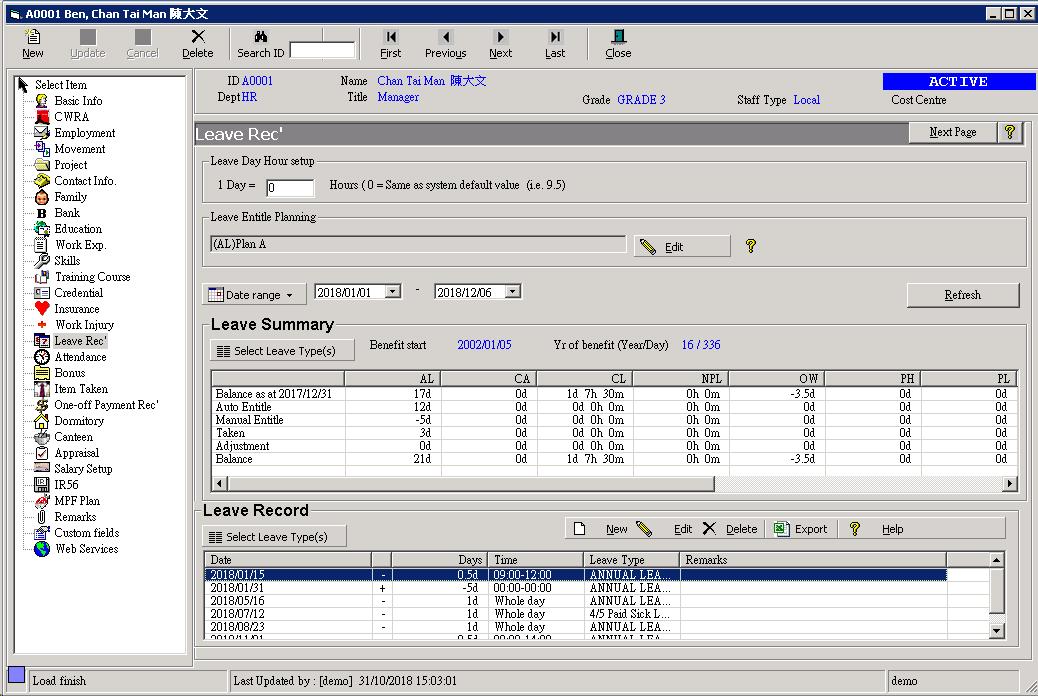 A0001 Ben, Chan Tai Man 陳大文
New Update Cancel Delete Search ID First Previous Next Last Close
Select Item
Basic Info
CWRA
Employment
Movement
Project
Contact Info.
Family
Bank
Education
Work Exp.
Skills
Training Course
Credential
Insurance
Work Injury
Leave Rec'
Attendance
Bonus
Item Taken
One-off Payment Rec'
Dormitory
Canteen
Appraisal
Salary Setup
IR56
MPF Plan
Remarks
Custom fields
Web Services
ID A0001 Name Chan Tai Man 陳大文 ACTIVE
Dept HR Title Manager Grade GRADE 3 Staff Type Local Cost Centre
Leave Rec' Next Page ?
Leave Day Hour setup
1 Day = 0 Hours ( 0 = Same as system default value (i.e. 9.5)
Leave Entitle Planning
(AL)Plan A Edit ?
Date range 2018/01/01 - 2018/12/06 Refresh
Leave Summary
Select Leave Type(s) Benefit start 2002/01/05 Yr of benefit (Year/Day) 16 / 336
AL CA CL NPL OW PH PL
Balance as at 2017/12/31 17d 0d 1d 7h 30m 0h 0m -3.5d 0d 0d
Auto Entitle 12d 0d 0d 0h 0m 0h 0m 0d 0d 0d
Manual Entitle -5d 0d 0d 0h 0m 0h 0m 0d 0d 0d
Taken 3d 0d 0d 0h 0m 0h 0m 0d 0d 0d
Adjustment 0d 0d 0d 0h 0m 0h 0m 0d 0d 0d
Balance 21d 0d 1d 7h 30m 0h 0m -3.5d 0d 0d
Leave Record
Select Leave Type(s) New Edit Delete Export ? Help
Date Days Time Leave Type Remarks
2018/01/15 - 0.5d 09:00-12:00 ANNUAL LEA...
2018/01/31 + -5d 00:00-00:00 ANNUAL LEA...
2018/05/16 - 1d Whole day ANNUAL LEA...
2018/07/12 - 1d Whole day 4/5 Paid Sick L...
2018/08/23 - 1d Whole day ANNUAL LEA...
Load finish Last Updated by : [demo] 31/10/2018 15:03:01 demo